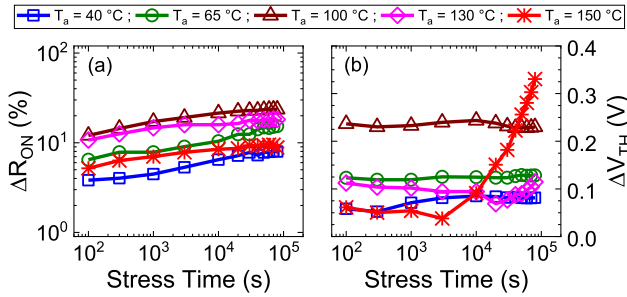 T_a = 40 °C ; T_a = 65 °C ; T_a = 100 °C ; T_a = 130 °C ; T_a = 150 °C
(a)
ΔR_ON (%)
10^2
10^1
10^0
10^2 10^3 10^4 10^5
Stress Time (s)
(b)
0.4
0.3
0.2
0.1
0.0
ΔV_TH (V)
10^2 10^3 10^4 10^5
Stress Time (s)